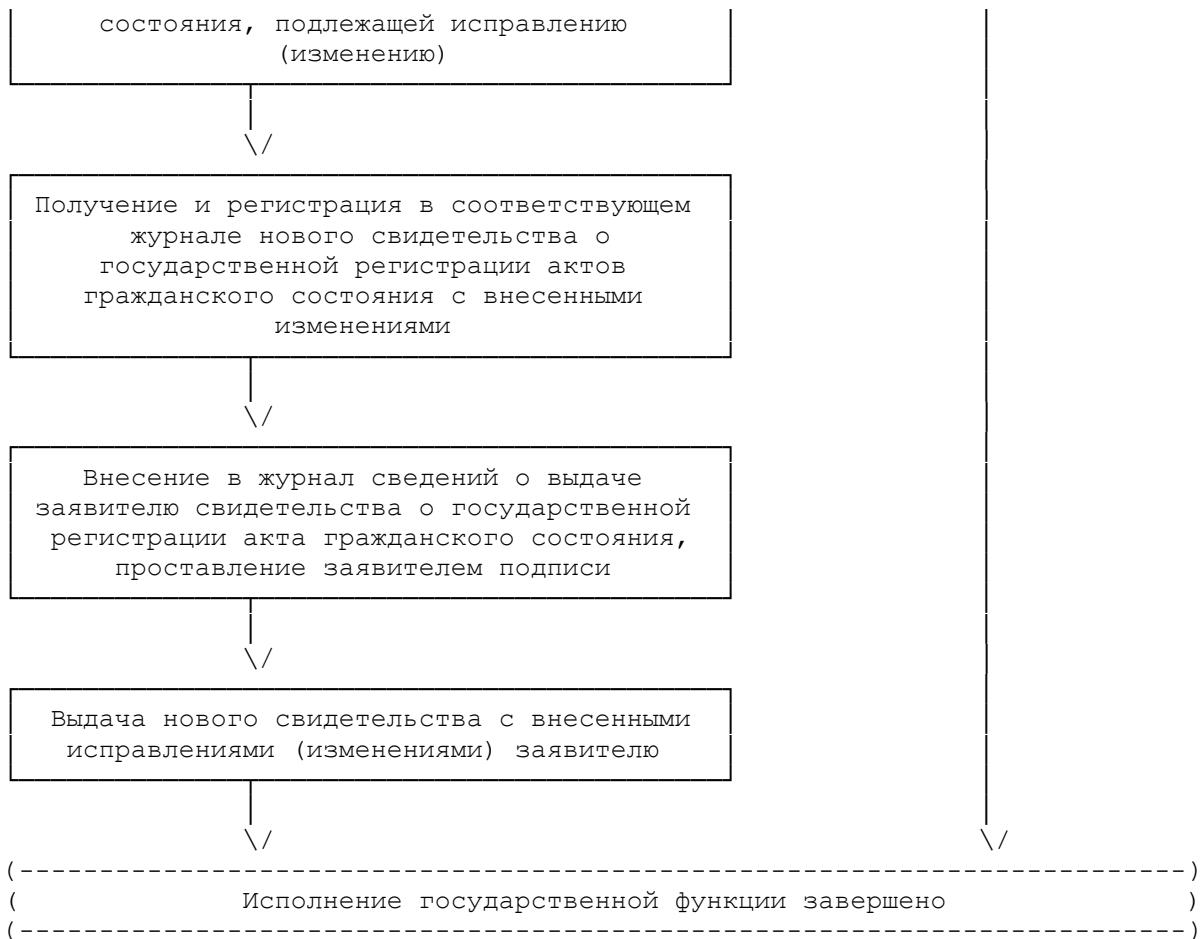 состояния, подлежащей исправлению
(изменению)
Получение и регистрация в соответствующем
журнале нового свидетельства о
государственной регистрации актов
гражданского состояния с внесенными
изменениями
Внесение в журнал сведений о выдаче
заявителю свидетельства о государственной
регистрации акта гражданского состояния,
проставление заявителем подписи
Выдача нового свидетельства с внесенными
исправлениями (изменениями) заявителю
Исполнение государственной функции завершено